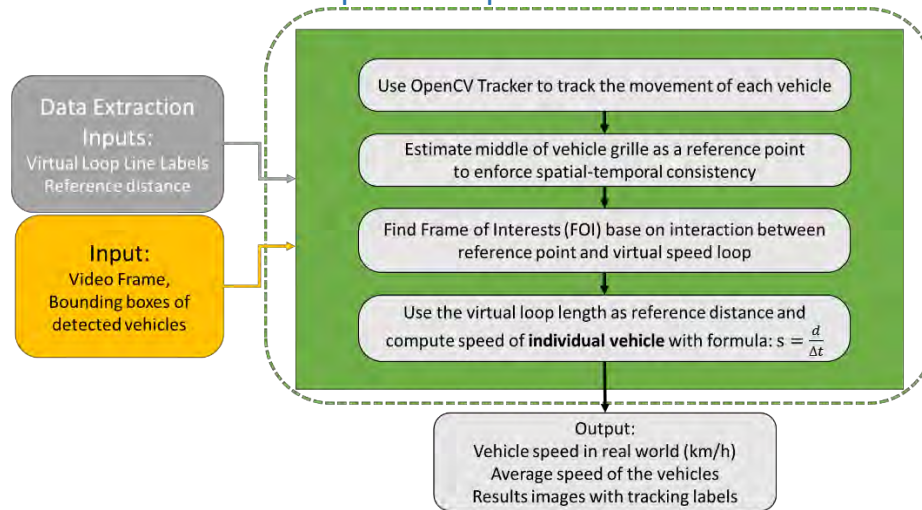 Data Extraction
Inputs:
Virtual Loop Line Labels
Reference distance
Input:
Video Frame,
Bounding boxes of
detected vehicles
Use OpenCV Tracker to track the movement of each vehicle
Estimate middle of vehicle grille as a reference point
to enforce spatial-temporal consistency
Find Frame of Interests (FOI) base on interaction between
reference point and virtual speed loop
Use the virtual loop length as reference distance and
compute speed of individual vehicle with formula: s = d/Δt
Output:
Vehicle speed in real world (km/h)
Average speed of the vehicles
Results images with tracking labels